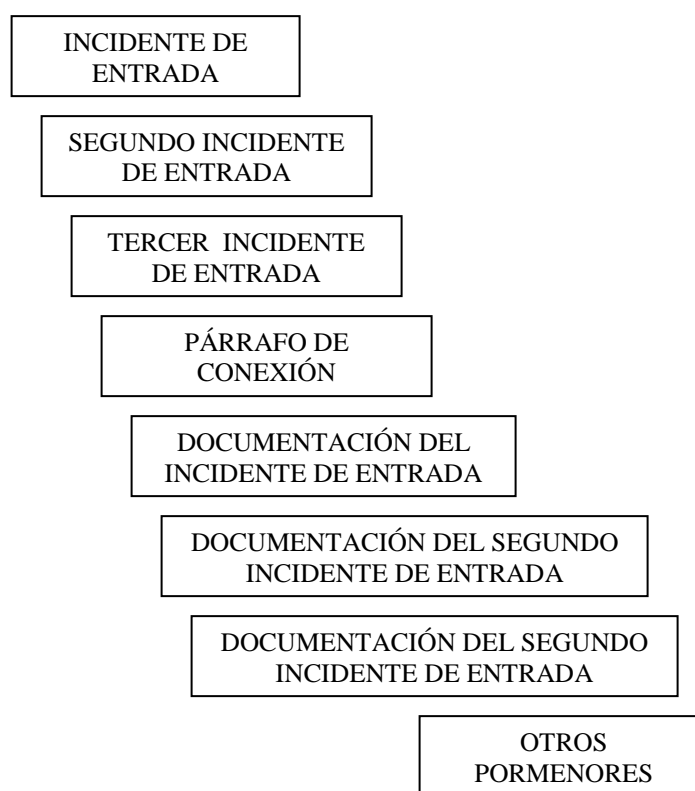 INCIDENTE DE
ENTRADA
SEGUNDO INCIDENTE
DE ENTRADA
TERCER INCIDENTE
DE ENTRADA
PÁRRAFO DE
CONEXIÓN
DOCUMENTACIÓN DEL
INCIDENTE DE ENTRADA
DOCUMENTACIÓN DEL SEGUNDO
INCIDENTE DE ENTRADA
DOCUMENTACIÓN DEL SEGUNDO
INCIDENTE DE ENTRADA
OTROS
PORMENORES